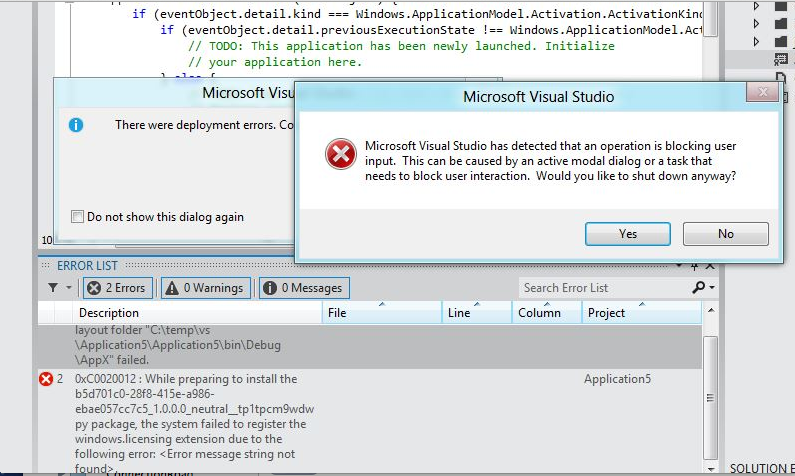 if (eventObject.detail.kind === Windows.ApplicationModel.Activation.ActivationKind
if (eventObject.detail.previousExecutionState !== Windows.ApplicationModel.Act
// TODO: This application has been newly launched. Initialize
// your application here.
} else {
Microsoft Visual Studio
There were deployment errors. Co
Do not show this dialog again
Microsoft Visual Studio
Microsoft Visual Studio has detected that an operation is blocking user
input. This can be caused by an active modal dialog or a task that
needs to block user interaction. Would you like to shut down anyway?
Yes No
10
ERROR LIST
2 Errors 0 Warnings 0 Messages Search Error List
Description File Line Column Project
layout folder "C:\temp\vs
\Application5\Application5\bin\Debug
\AppX" failed.
2 0xC0020012 : While preparing to install the Application5
b5d701c0-28f8-415e-a986-
ebae057cc7c5_1.0.0.0_neutral__tp1tpcm9wdw
py package, the system failed to register the
windows.licensing extension due to the
following error: <Error message string not
found>.
SOLUTION E